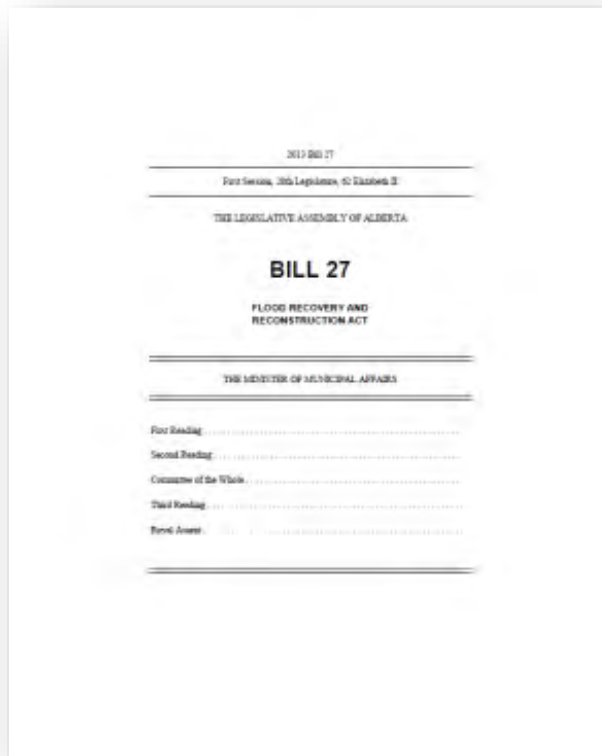 2013 Bill 27
First Session, 28th Legislature, 62 Elizabeth II
THE LEGISLATIVE ASSEMBLY OF ALBERTA
BILL 27
FLOOD RECOVERY AND
RECONSTRUCTION ACT
THE MINISTER OF MUNICIPAL AFFAIRS
First Reading . . . . . . . . . . . . . . . . . . . . . . . . . . . . . . . . . . . . . . . . . . . . . . . . . . . . . . .
Second Reading . . . . . . . . . . . . . . . . . . . . . . . . . . . . . . . . . . . . . . . . . . . . . . . . . . . . .
Committee of the Whole . . . . . . . . . . . . . . . . . . . . . . . . . . . . . . . . . . . . . . . . . . . . . .
Third Reading . . . . . . . . . . . . . . . . . . . . . . . . . . . . . . . . . . . . . . . . . . . . . . . . . . . . . . .
Royal Assent . . . . . . . . . . . . . . . . . . . . . . . . . . . . . . . . . . . . . . . . . . . . . . . . . . . . . . .